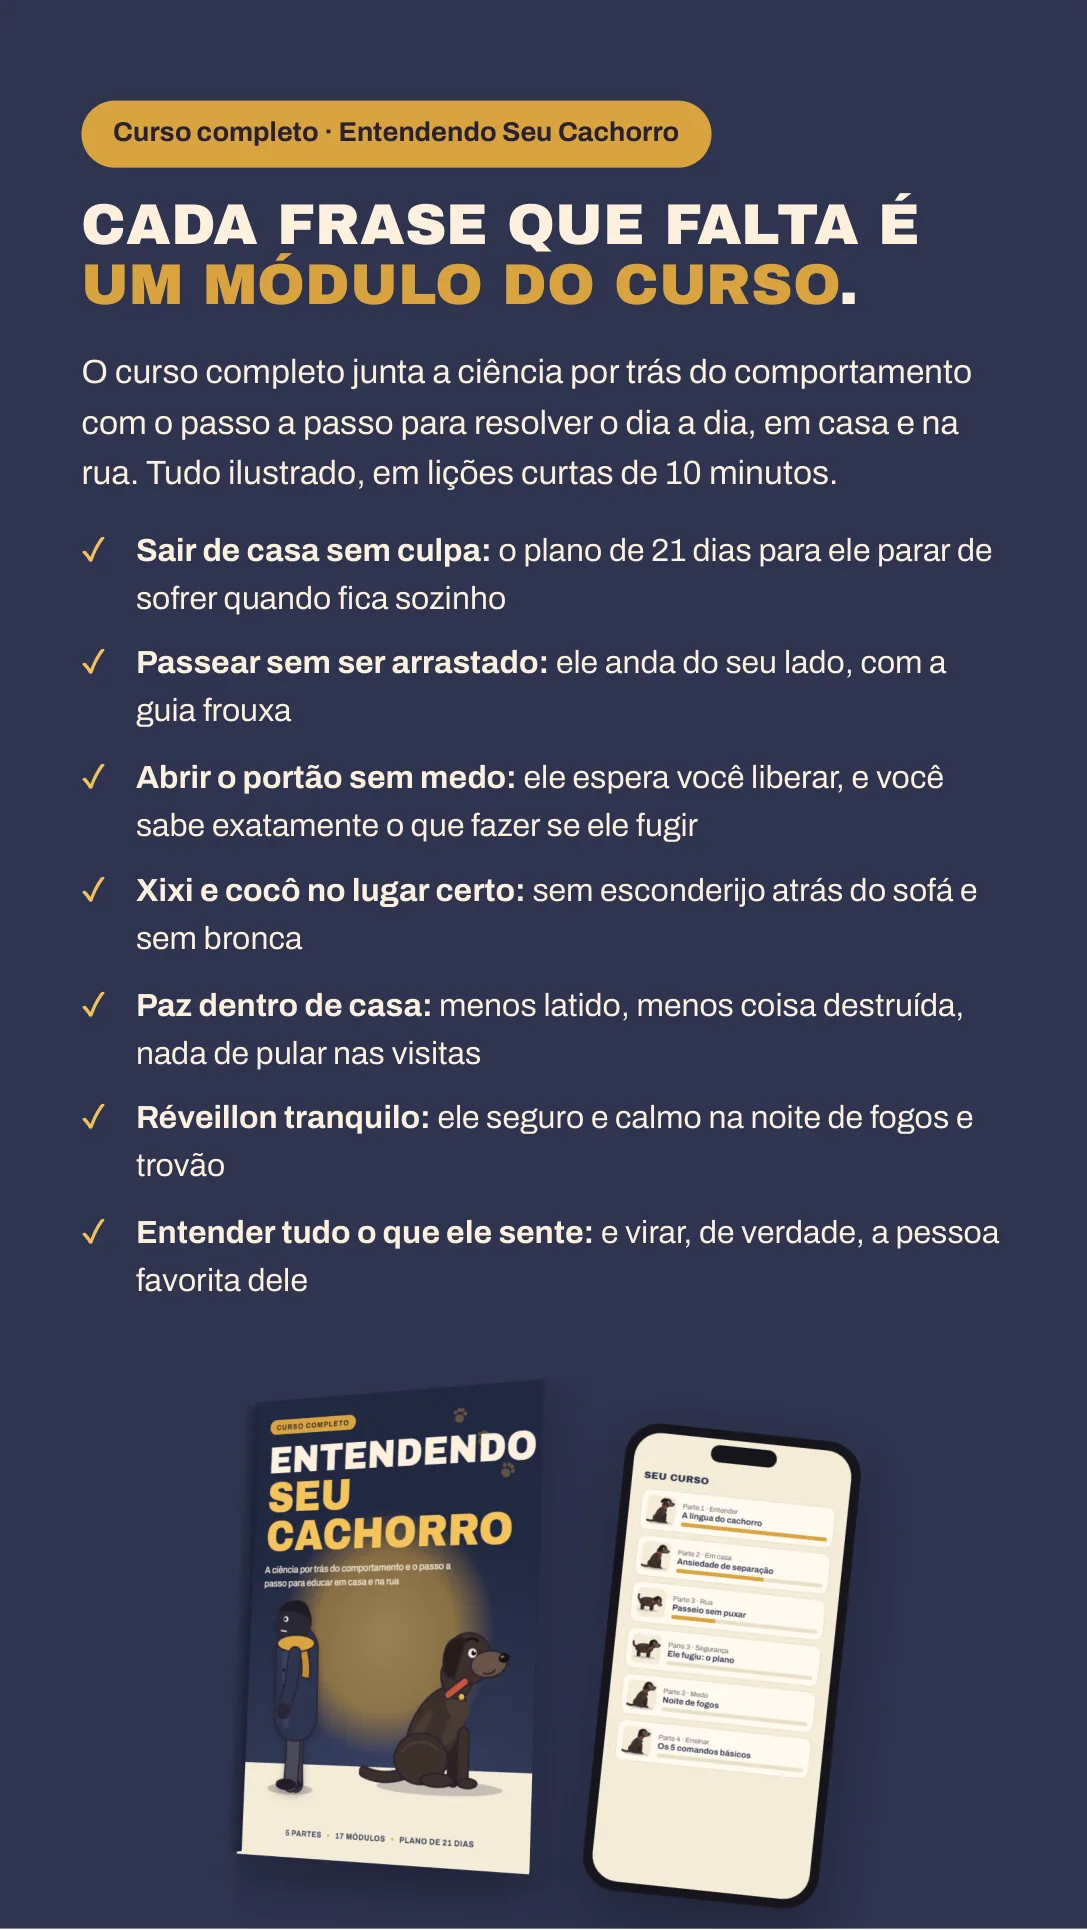 Curso completo · Entendendo Seu Cachorro
CADA FRASE QUE FALTA É
UM MÓDULO DO CURSO.
O curso completo junta a ciência por trás do comportamento
com o passo a passo para resolver o dia a dia, em casa e na
rua. Tudo ilustrado, em lições curtas de 10 minutos.
✓ Sair de casa sem culpa: o plano de 21 dias para ele parar de
sofrer quando fica sozinho
✓ Passear sem ser arrastado: ele anda do seu lado, com a
guia frouxa
✓ Abrir o portão sem medo: ele espera você liberar, e você
sabe exatamente o que fazer se ele fugir
✓ Xixi e cocô no lugar certo: sem esconderijo atrás do sofá e
sem bronca
✓ Paz dentro de casa: menos latido, menos coisa destruída,
nada de pular nas visitas
✓ Réveillon tranquilo: ele seguro e calmo na noite de fogos e
trovão
✓ Entender tudo o que ele sente: e virar, de verdade, a pessoa
favorita dele
CURSO COMPLETO
ENTENDENDO
SEU
CACHORRO
A ciência por trás do comportamento e o passo a
passo para educar em casa e na rua
5 PARTES • 17 MÓDULOS • PLANO DE 21 DIAS
SEU CURSO
Parte 1 · Entender
A língua do cachorro
Parte 2 · Em casa
Ansiedade de separação
Parte 3 · Rua
Passeio sem puxar
Parte 3 · Segurança
Ele fugiu: o plano
Parte 3 · Medo
Noite de fogos
Parte 4 · Ensinar
Os 5 comandos básicos